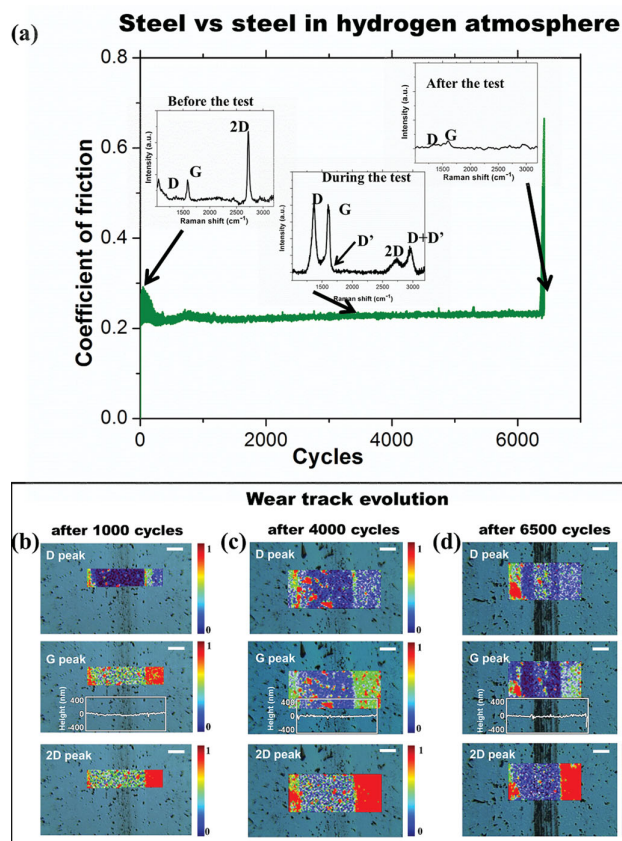 (a) Steel vs steel in hydrogen atmosphere
0.8
0.6
0.4
0.2
0.0
Coefficient of friction
0 2000 4000 6000
Cycles
Before the test
Intensity (a.u.)
D G 2D
1500 2000 2500 3000
Raman shift (cm⁻¹)
During the test
Intensity (a.u.)
D G D' 2D D+D'
1500 2000 2500 3000
Raman shift (cm⁻¹)
After the test
Intensity (a.u.)
D G
1500 2000 2500 3000
Raman shift (cm⁻¹)
Wear track evolution
(b) after 1000 cycles (c) after 4000 cycles (d) after 6500 cycles
D peak 1 0 D peak 1 0 D peak
G peak 1 0 G peak 1 0 G peak
Height (nm) 400 0 -400 Height (nm) 400 0 -400 Height (nm) 400 0 -400
2D peak 1 0 2D peak 1 0 2D peak